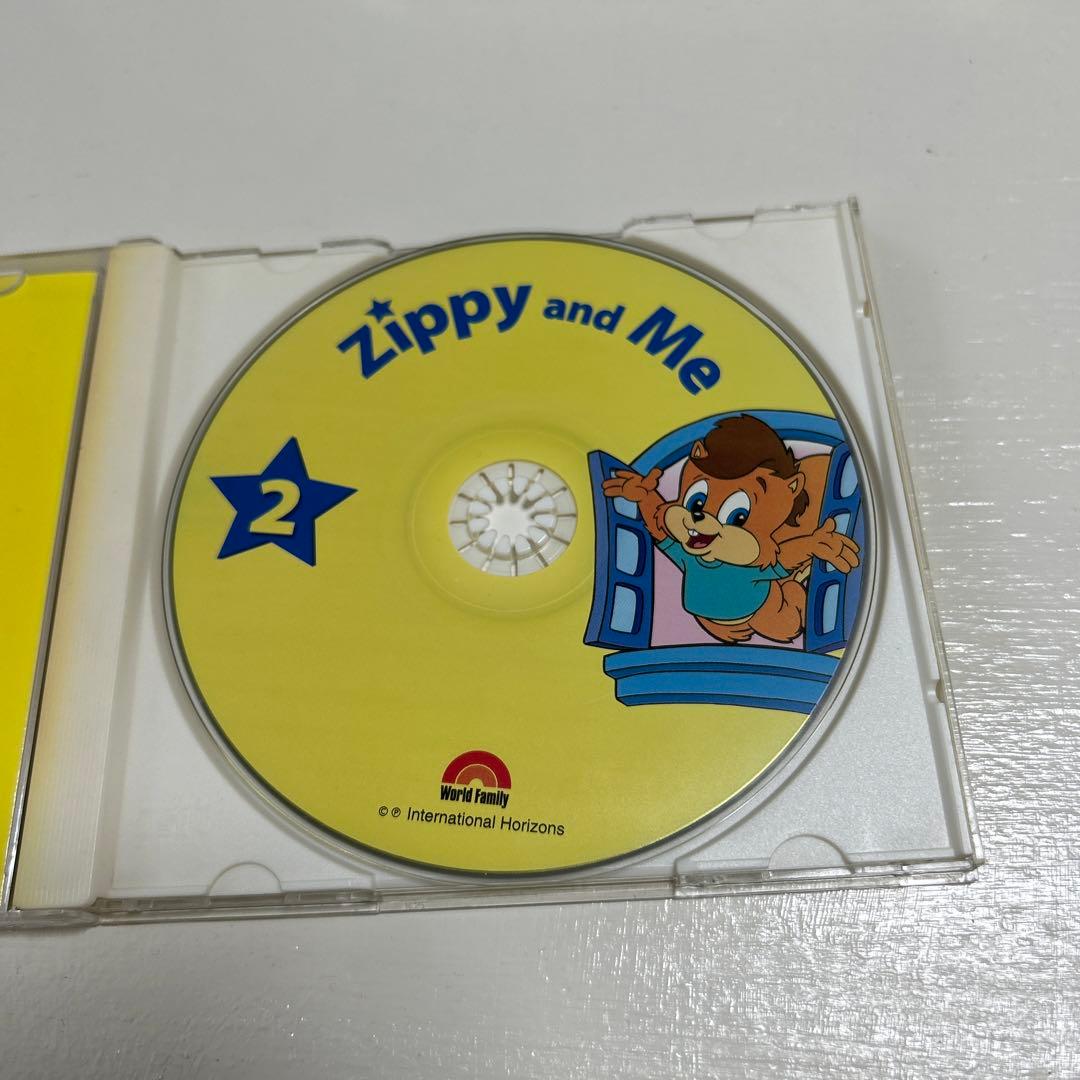 Zippy and Me
2
World Family
© ℗ International Horizons